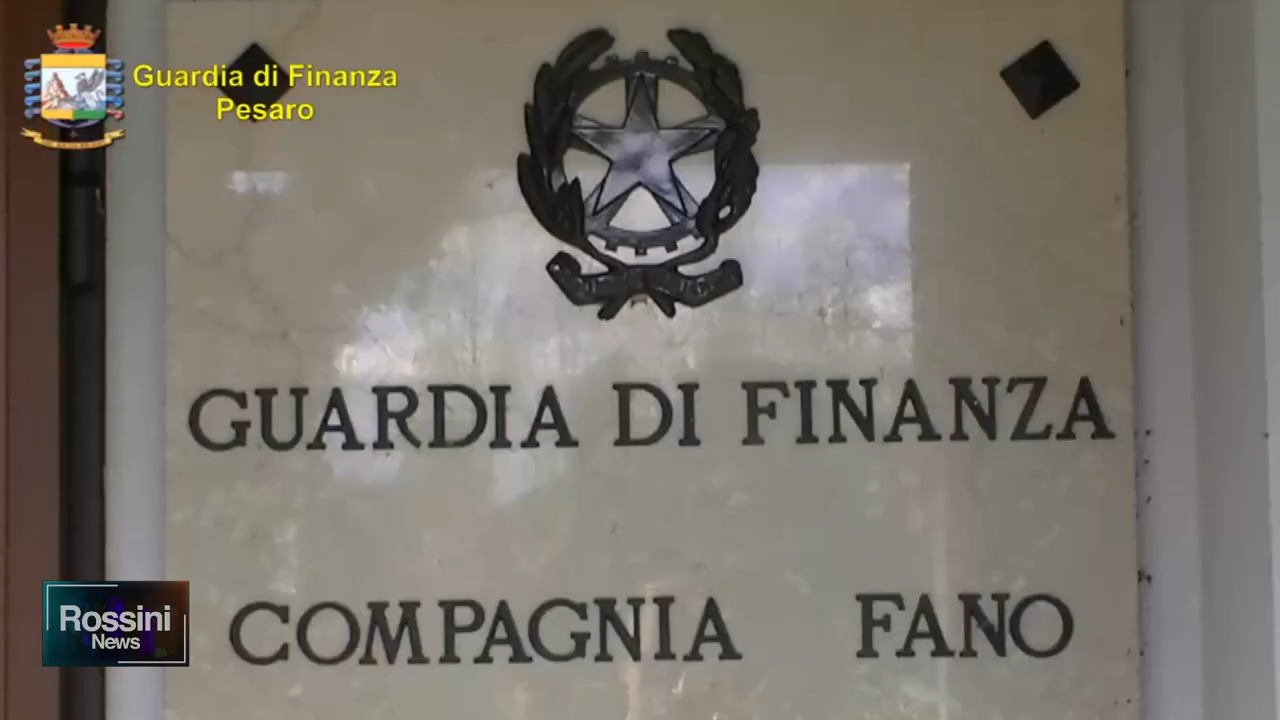 Guardia di Finanza
Pesaro
GUARDIA DI FINANZA
COMPAGNIA FANO
Rossini
News